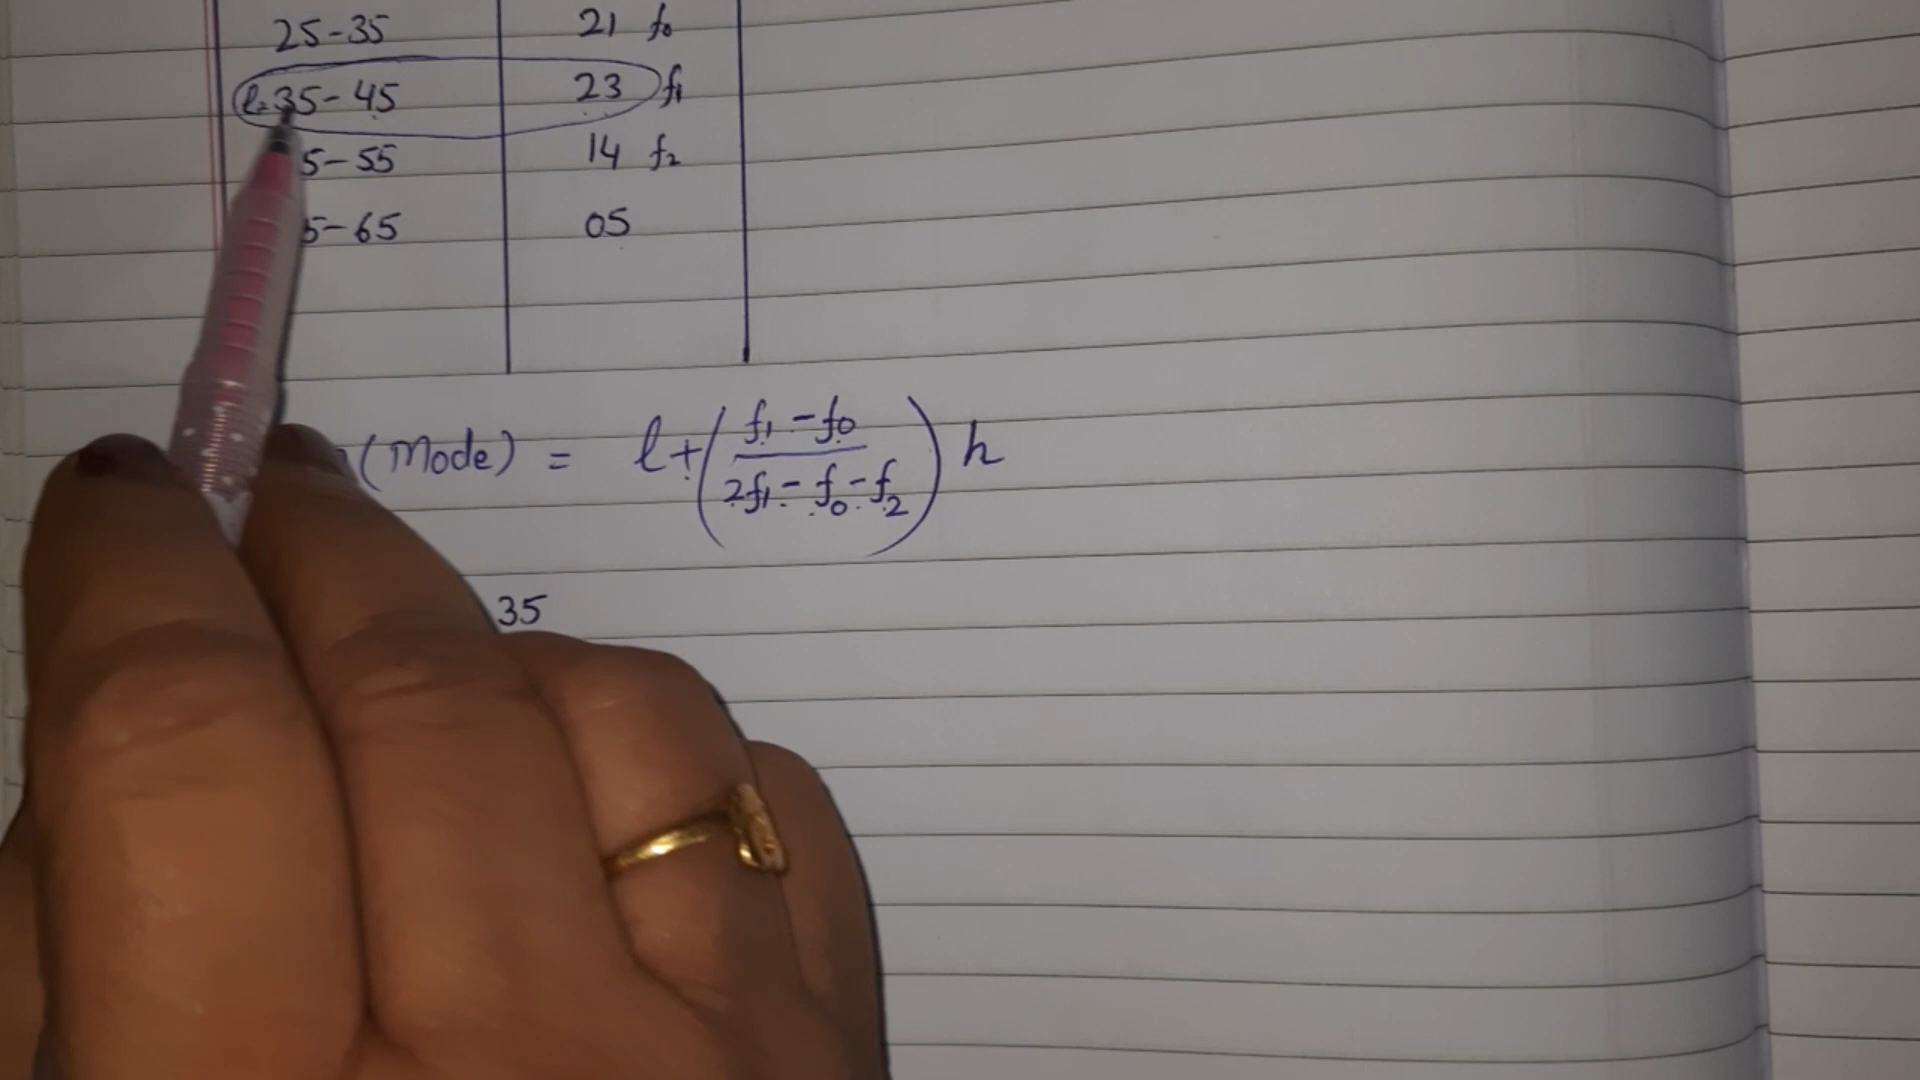 25-35 21 f0
l=35-45 23 f1
5-55 14 f2
5-65 05
(Mode) = l+(f1-f0/2f1-f0-f2)h
35